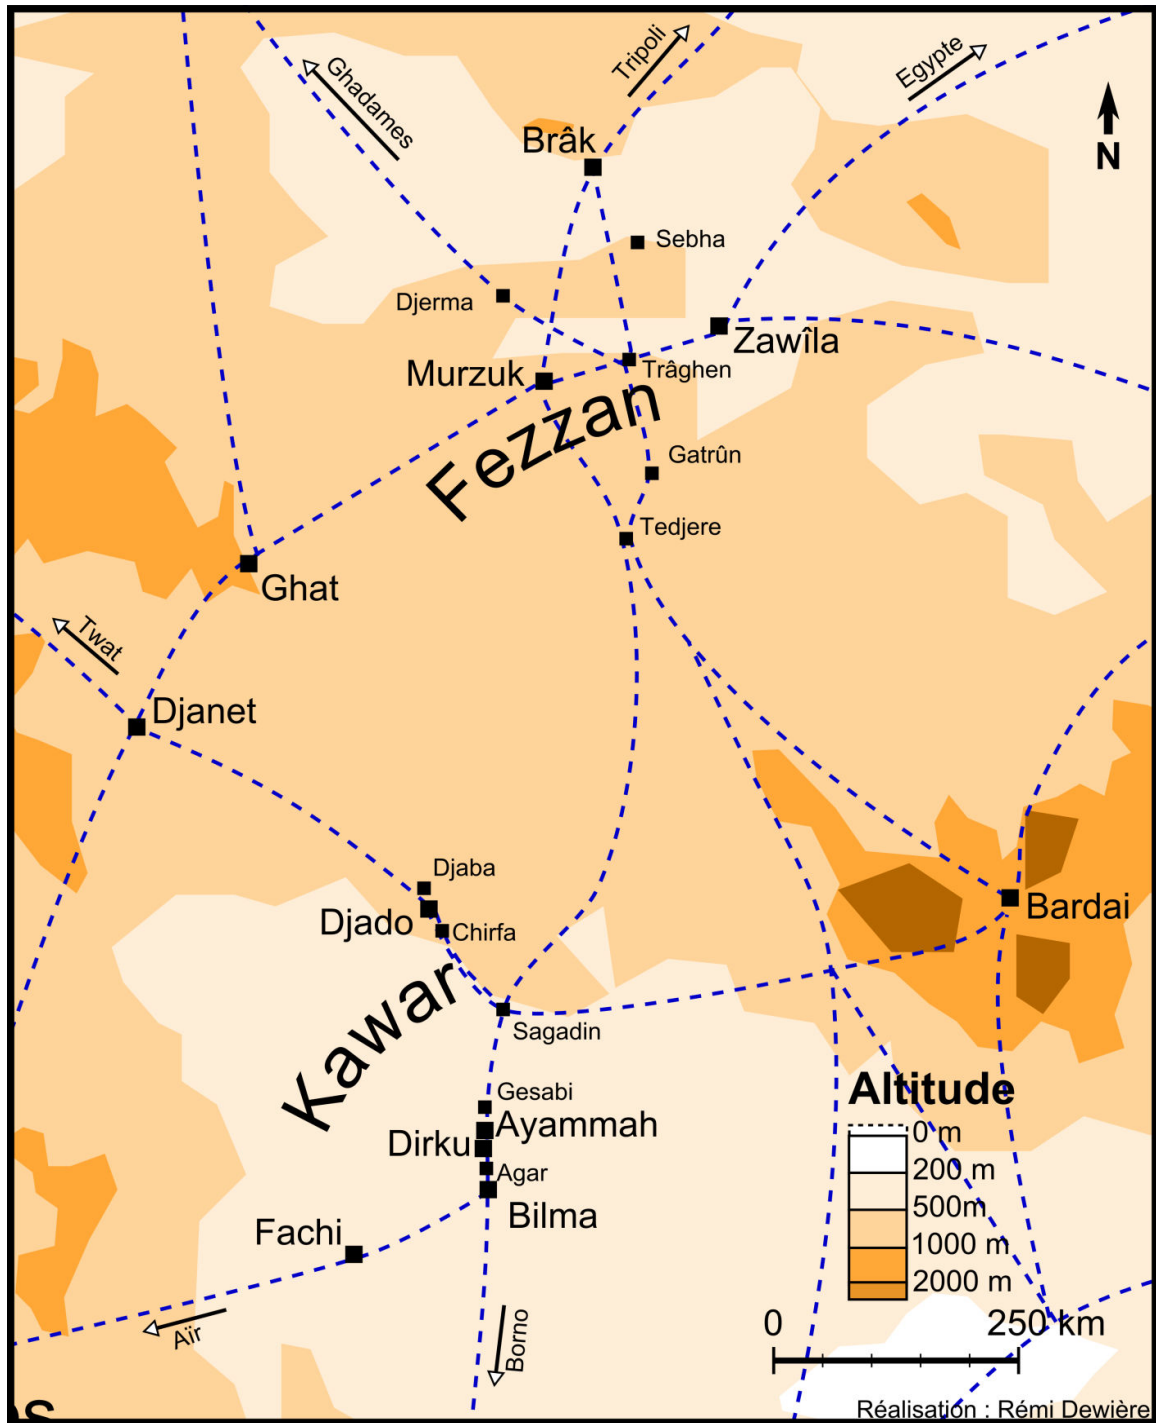 Ghadames
Tripoli
Egypte
N
Brâk
Sebha
Djerma
Zawîla
Trâghen
Murzuk
Fezzan
Gatrûn
Tedjere
Ghat
Twat
Djanet
Djaba
Djado
Chirfa
Bardai
Kawar
Sagadin
Gesabi
Ayammah
Dirku
Agar
Bilma
Fachi
Aïr
Borno
Altitude
0 m
200 m
500m
1000 m
2000 m
0 250 km
Réalisation : Rémi Dewière